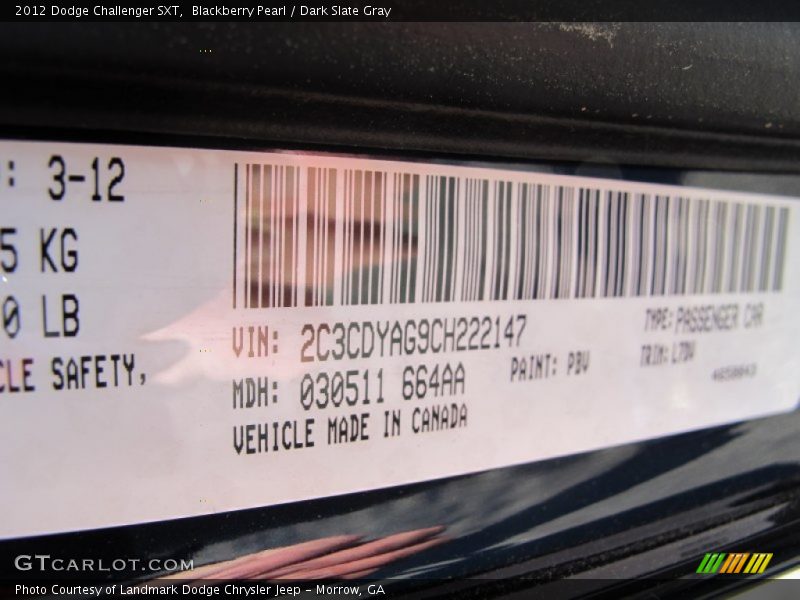 2012 Dodge Challenger SXT, Blackberry Pearl / Dark Slate Gray
: 3-12
5 KG
0 LB
CLE SAFETY,
VIN: 2C3CDYAG9CH222147
MDH: 030511 664AA
VEHICLE MADE IN CANADA
PAINT: PBV
TYPE: PASSENGER CAR
TRIM: L7DV
GTCARLOT.COM
Photo Courtesy of Landmark Dodge Chrysler Jeep - Morrow, GA